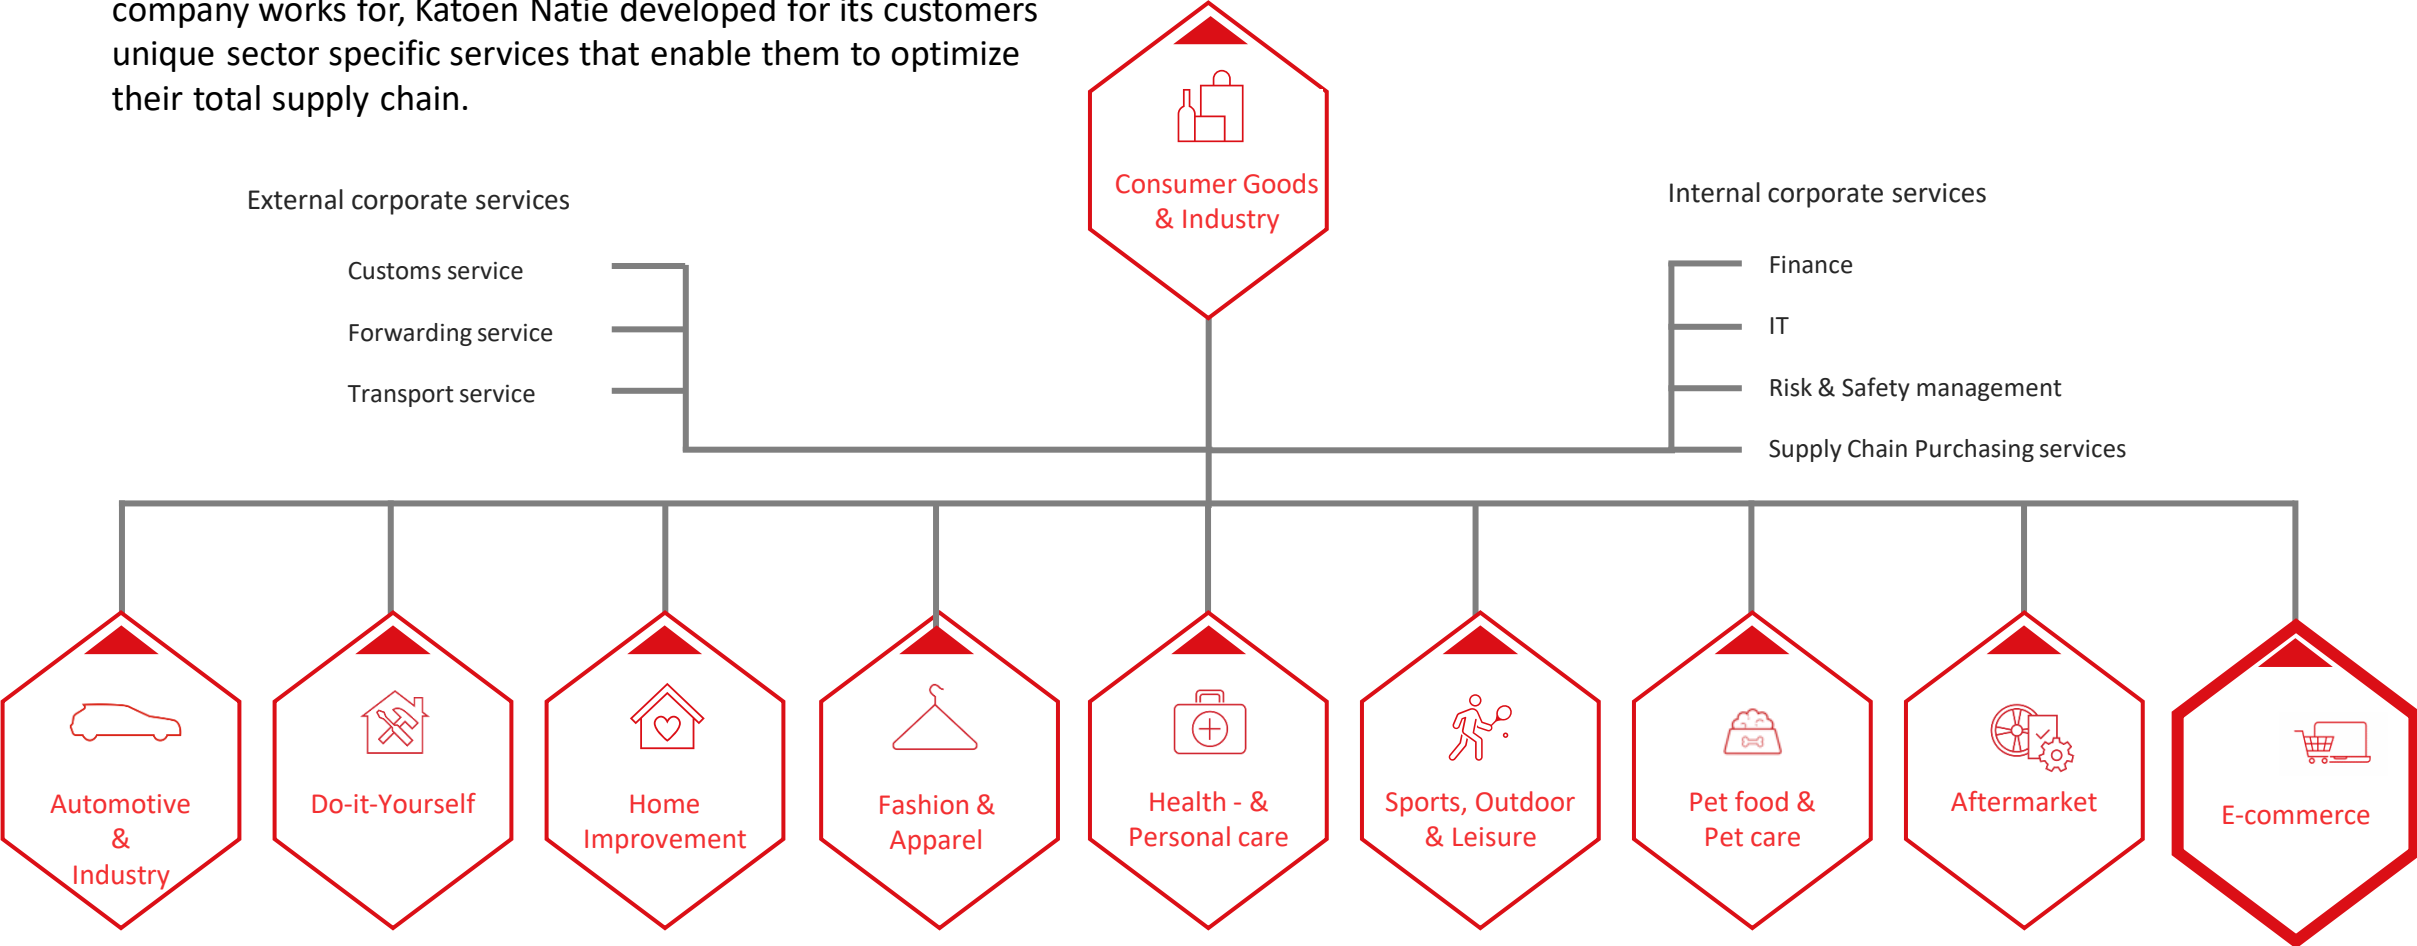 company works for, Katoen Natie developed for its customers
unique sector specific services that enable them to optimize
their total supply chain.
Consumer Goods
& Industry
External corporate services
Customs service
Forwarding service
Transport service
Internal corporate services
Finance
IT
Risk & Safety management
Supply Chain Purchasing services
Automotive
&
Industry
Do-it-Yourself
Home
Improvement
Fashion &
Apparel
Health - &
Personal care
Sports, Outdoor
& Leisure
Pet food &
Pet care
Aftermarket
E-commerce